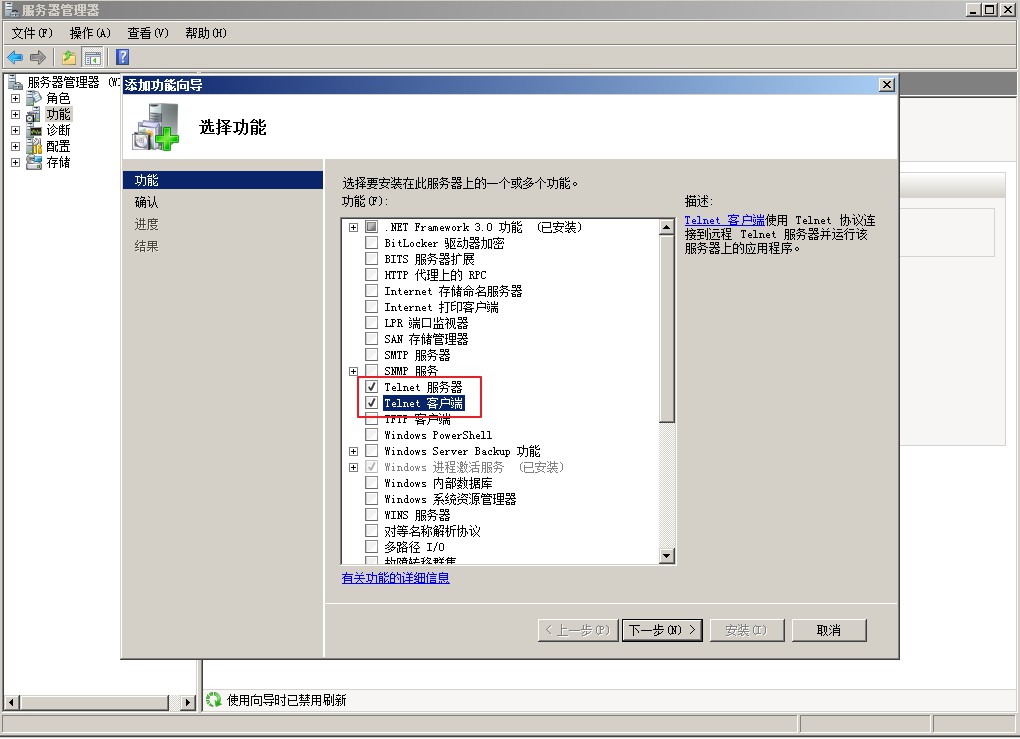 服务器管理器
文件(F) 操作(A) 查看(V) 帮助(H)
服务器管理器 (WI
角色
功能
诊断
配置
存储
添加功能向导
选择功能
功能
确认
进度
结果
选择要安装在此服务器上的一个或多个功能。
功能(F):
.NET Framework 3.0 功能 (已安装)
BitLocker 驱动器加密
BITS 服务器扩展
HTTP 代理上的 RPC
Internet 存储命名服务器
Internet 打印客户端
LPR 端口监视器
SAN 存储管理器
SMTP 服务器
SNMP 服务
Telnet 服务器
Telnet 客户端
TFTP 客户端
Windows PowerShell
Windows Server Backup 功能
Windows 进程激活服务 (已安装)
Windows 内部数据库
Windows 系统资源管理器
WINS 服务器
对等名称解析协议
多路径 I/O
故障转移群集
有关功能的详细信息
描述:
Telnet 客户端使用 Telnet 协议连
接到远程 Telnet 服务器并运行该
服务器上的应用程序。
< 上一步(P) 下一步(N) > 安装(I) 取消
使用向导时已禁用刷新